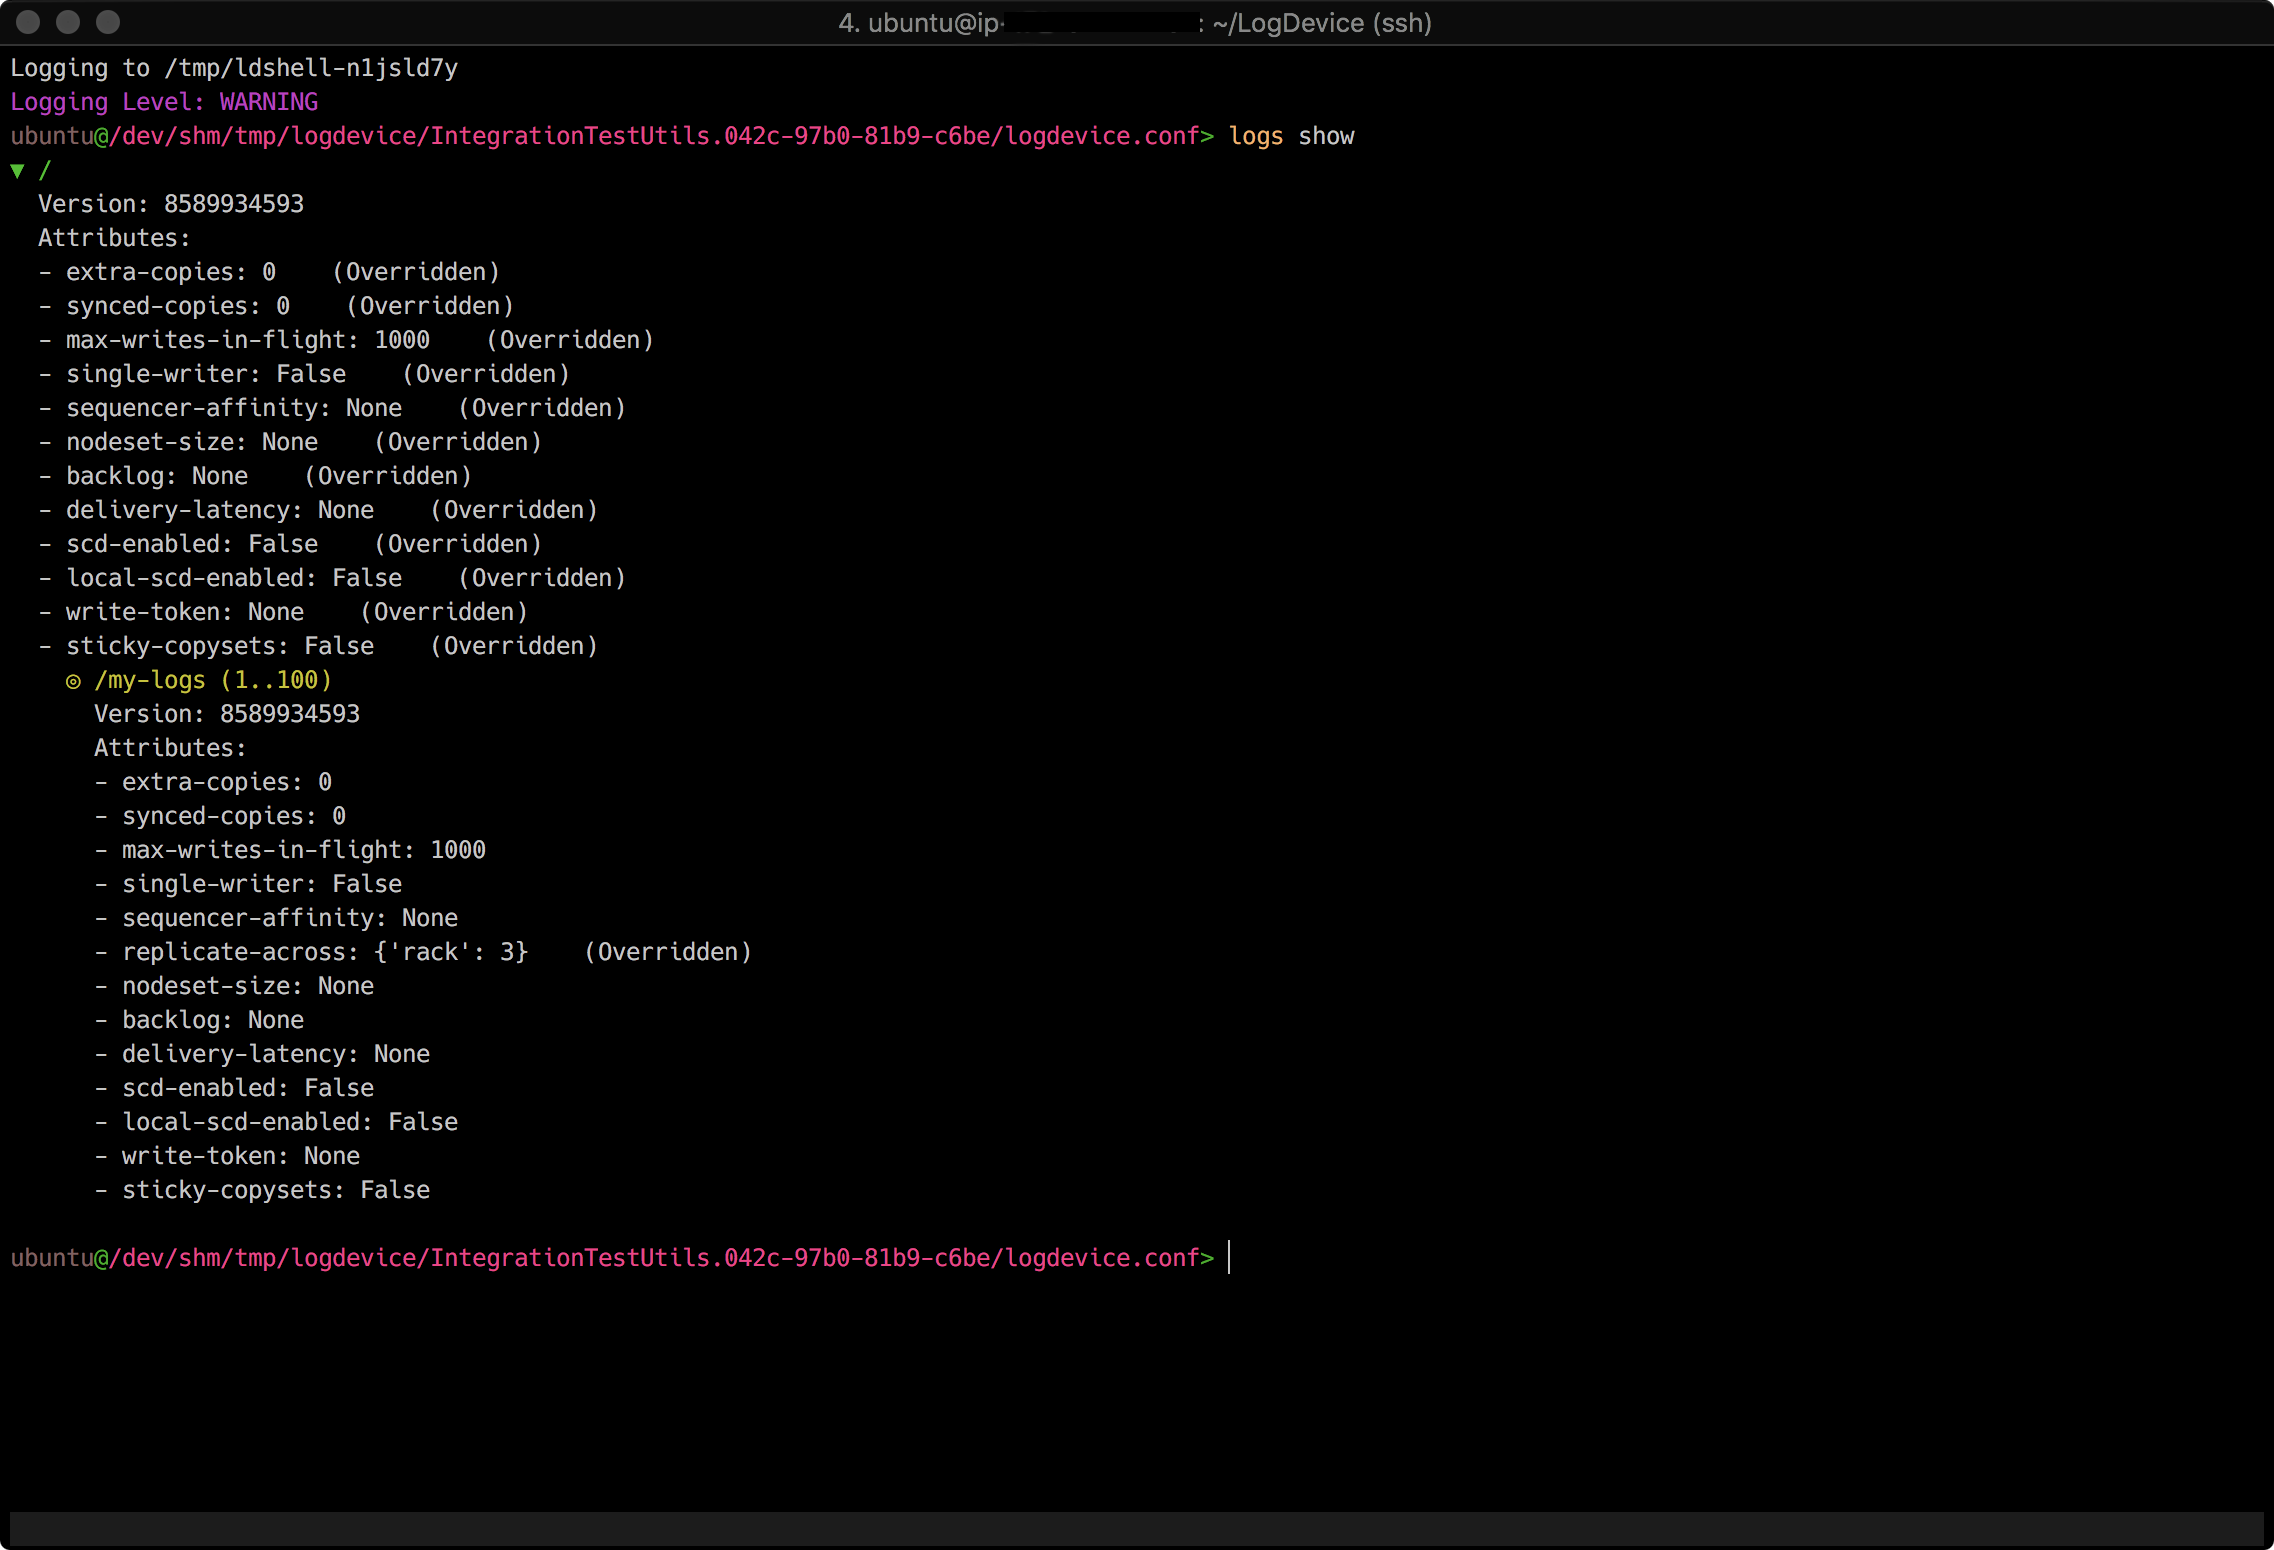 4. ubuntu@ip- : ~/LogDevice (ssh)
Logging to /tmp/ldshell-n1jsld7y
Logging Level: WARNING
ubuntu@/dev/shm/tmp/logdevice/IntegrationTestUtils.042c-97b0-81b9-c6be/logdevice.conf> logs show
▼ /
  Version: 8589934593
  Attributes:
  - extra-copies: 0    (Overridden)
  - synced-copies: 0    (Overridden)
  - max-writes-in-flight: 1000    (Overridden)
  - single-writer: False    (Overridden)
  - sequencer-affinity: None    (Overridden)
  - nodeset-size: None    (Overridden)
  - backlog: None    (Overridden)
  - delivery-latency: None    (Overridden)
  - scd-enabled: False    (Overridden)
  - local-scd-enabled: False    (Overridden)
  - write-token: None    (Overridden)
  - sticky-copysets: False    (Overridden)
    ◎ /my-logs (1..100)
      Version: 8589934593
      Attributes:
      - extra-copies: 0
      - synced-copies: 0
      - max-writes-in-flight: 1000
      - single-writer: False
      - sequencer-affinity: None
      - replicate-across: {'rack': 3}    (Overridden)
      - nodeset-size: None
      - backlog: None
      - delivery-latency: None
      - scd-enabled: False
      - local-scd-enabled: False
      - write-token: None
      - sticky-copysets: False
ubuntu@/dev/shm/tmp/logdevice/IntegrationTestUtils.042c-97b0-81b9-c6be/logdevice.conf>